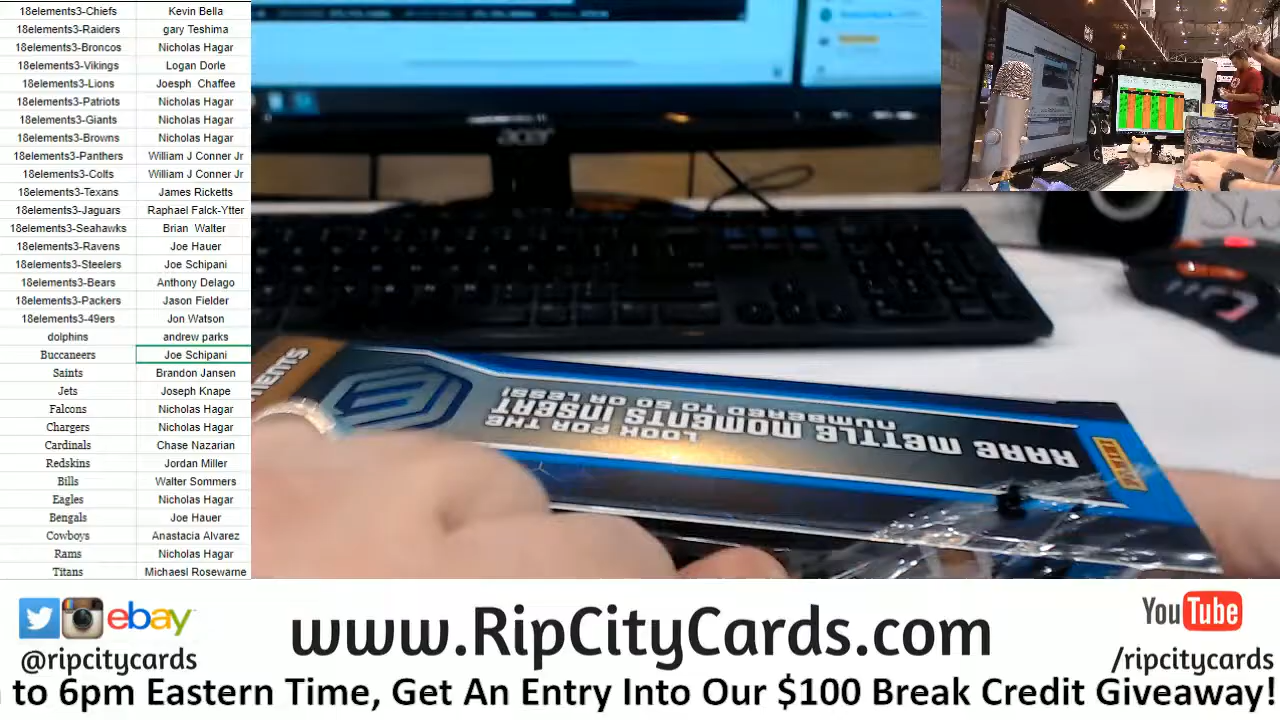 18elements3-Chiefs Kevin Bella
18elements3-Raiders gary Teshima
18elements3-Broncos Nicholas Hagar
18elements3-Vikings Logan Dorle
18elements3-Lions Joesph Chaffee
18elements3-Patriots Nicholas Hagar
18elements3-Giants Nicholas Hagar
18elements3-Browns Nicholas Hagar
18elements3-Panthers William J Conner Jr
18elements3-Colts William J Conner Jr
18elements3-Texans James Ricketts
18elements3-Jaguars Raphael Falck-Ytter
18elements3-Seahawks Brian Walter
18elements3-Ravens Joe Hauer
18elements3-Steelers Joe Schipani
18elements3-Bears Anthony Delago
18elements3-Packers Jason Fielder
18elements3-49ers Jon Watson
dolphins andrew parks
Buccaneers Joe Schipani
Saints Brandon Jansen
Jets Joseph Knape
Falcons Nicholas Hagar
Chargers Nicholas Hagar
Cardinals Chase Nazarian
Redskins Jordan Miller
Bills Walter Sommers
Eagles Nicholas Hagar
Bengals Joe Hauer
Cowboys Anastacia Alvarez
Rams Nicholas Hagar
Titans Michaesl Rosewarne
acer
LOOK FOR THE
RARE METTLE MOMENTS INSERT
NUMBERED TO 50 OR LESS!
PANINI
ebay
@ripcitycards
www.RipCityCards.com
YouTube
/ripcitycards
to 6pm Eastern Time, Get An Entry Into Our $100 Break Credit Giveaway!